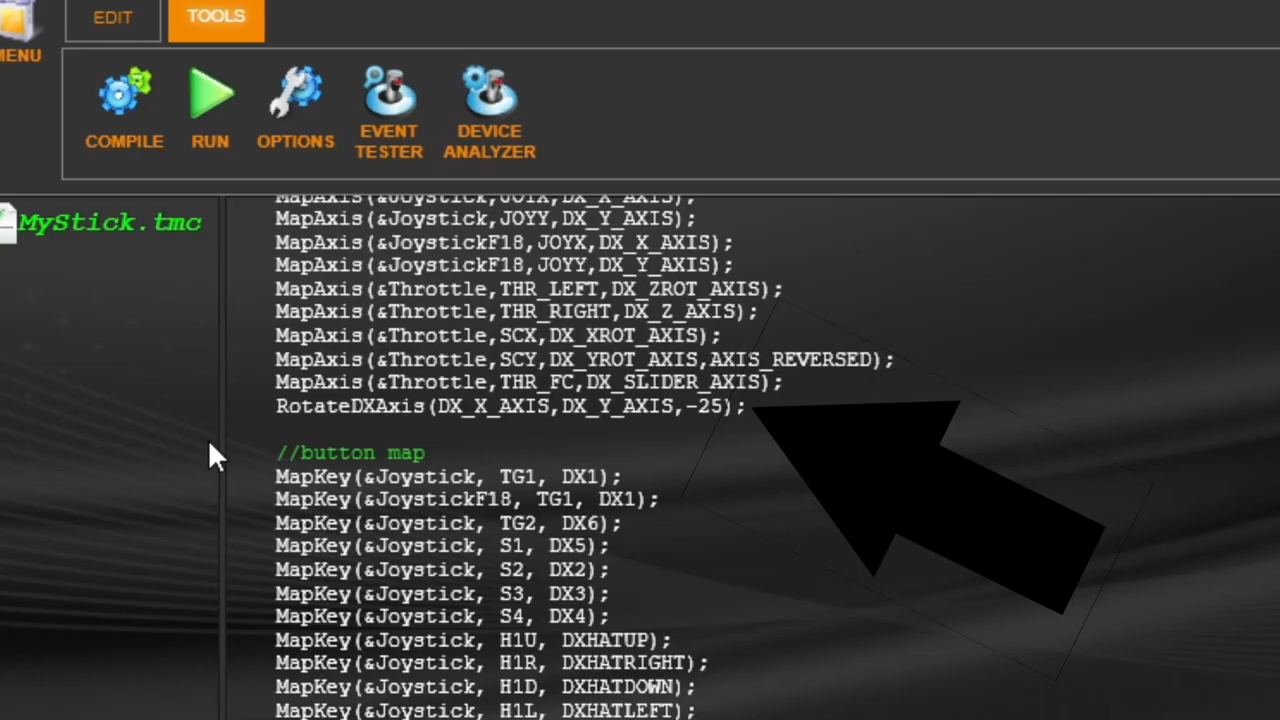 EDIT
TOOLS
MENU
COMPILE
RUN
OPTIONS
EVENT TESTER
DEVICE ANALYZER
MyStick.tmc
MapAxis(&Joystick,JOYX,DX_X_AXIS);
MapAxis(&Joystick,JOYY,DX_Y_AXIS);
MapAxis(&JoystickF18,JOYX,DX_X_AXIS);
MapAxis(&JoystickF18,JOYY,DX_Y_AXIS);
MapAxis(&Throttle,THR_LEFT,DX_ZROT_AXIS);
MapAxis(&Throttle,THR_RIGHT,DX_Z_AXIS);
MapAxis(&Throttle,SCX,DX_XROT_AXIS);
MapAxis(&Throttle,SCY,DX_YROT_AXIS,AXIS_REVERSED);
MapAxis(&Throttle,THR_FC,DX_SLIDER_AXIS);
RotateDXAxis(DX_X_AXIS,DX_Y_AXIS,-25);
//button map
MapKey(&Joystick, TG1, DX1);
MapKey(&JoystickF18, TG1, DX1);
MapKey(&Joystick, TG2, DX6);
MapKey(&Joystick, S1, DX5);
MapKey(&Joystick, S2, DX2);
MapKey(&Joystick, S3, DX3);
MapKey(&Joystick, S4, DX4);
MapKey(&Joystick, H1U, DXHATUP);
MapKey(&Joystick, H1R, DXHATRIGHT);
MapKey(&Joystick, H1D, DXHATDOWN);
MapKey(&Joystick, H1L, DXHATLEFT);